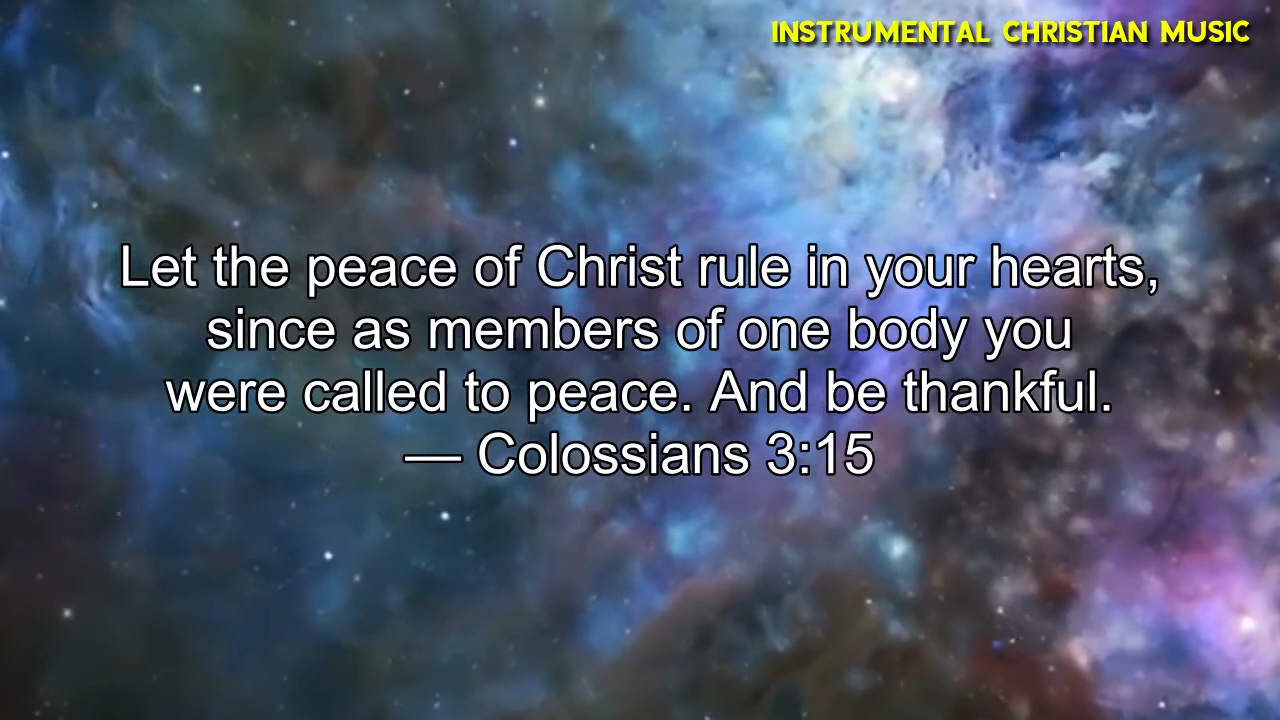 INSTRUMENTAL CHRISTIAN MUSIC
Let the peace of Christ rule in your hearts,
since as members of one body you
were called to peace. And be thankful.
— Colossians 3:15